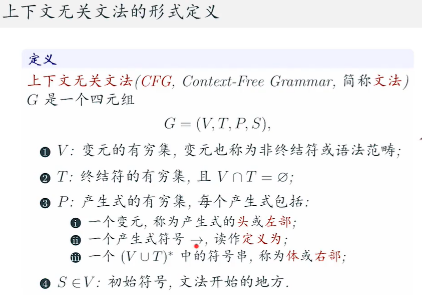 上下文无关文法的形式定义
定义
上下文无关文法(CFG, Context-Free Grammar, 简称文法)
G 是一个四元组
G = (V, T, P, S),
❶ V: 变元的有穷集, 变元也称为非终结符或语法范畴;
❷ T: 终结符的有穷集, 且 V ∩ T = ∅;
❸ P: 产生式的有穷集, 每个产生式包括:
i 一个变元, 称为产生式的头或左部;
ii 一个产生式符号 →, 读作定义为;
iii 一个 (V ∪ T)* 中的符号串, 称为体或右部;
❹ S ∈ V: 初始符号, 文法开始的地方.